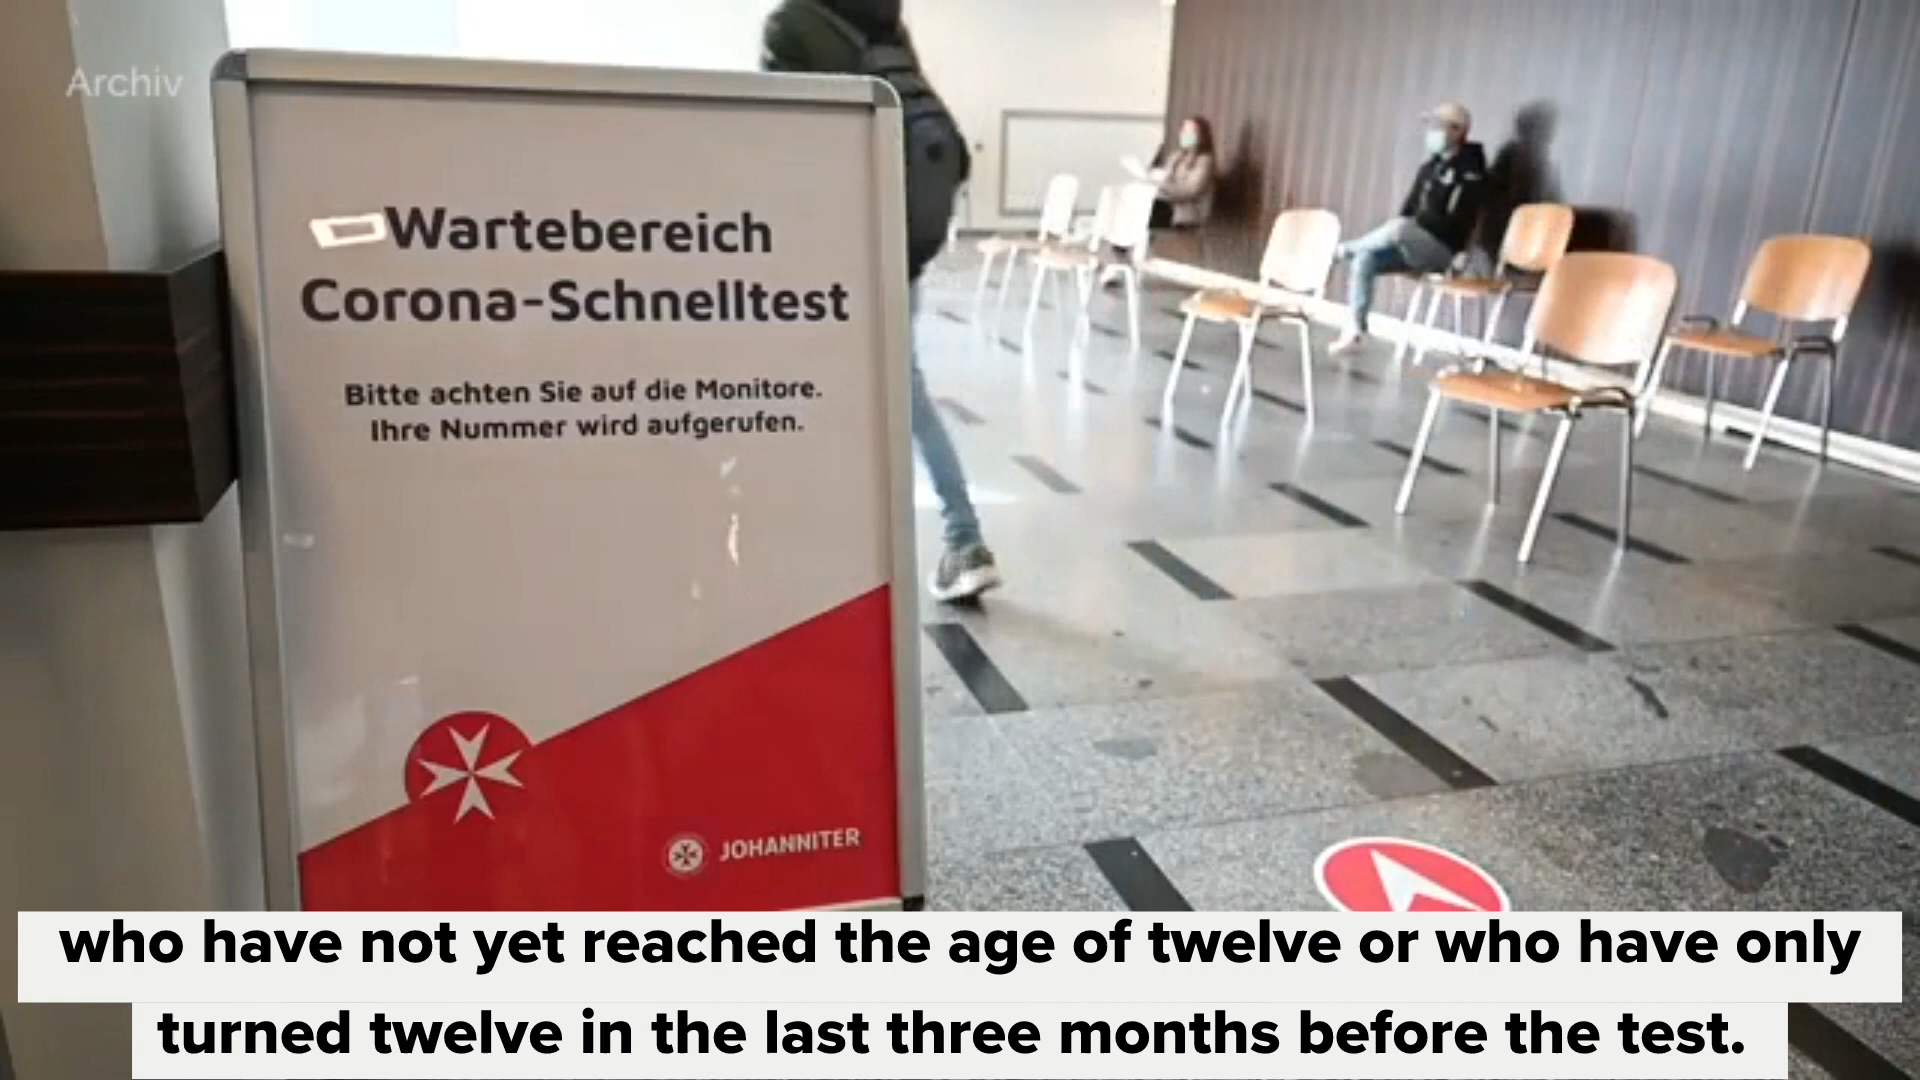 Archiv
Wartebereich
Corona-Schnelltest
Bitte achten Sie auf die Monitore.
Ihre Nummer wird aufgerufen.
JOHANNITER
who have not yet reached the age of twelve or who have only
turned twelve in the last three months before the test.